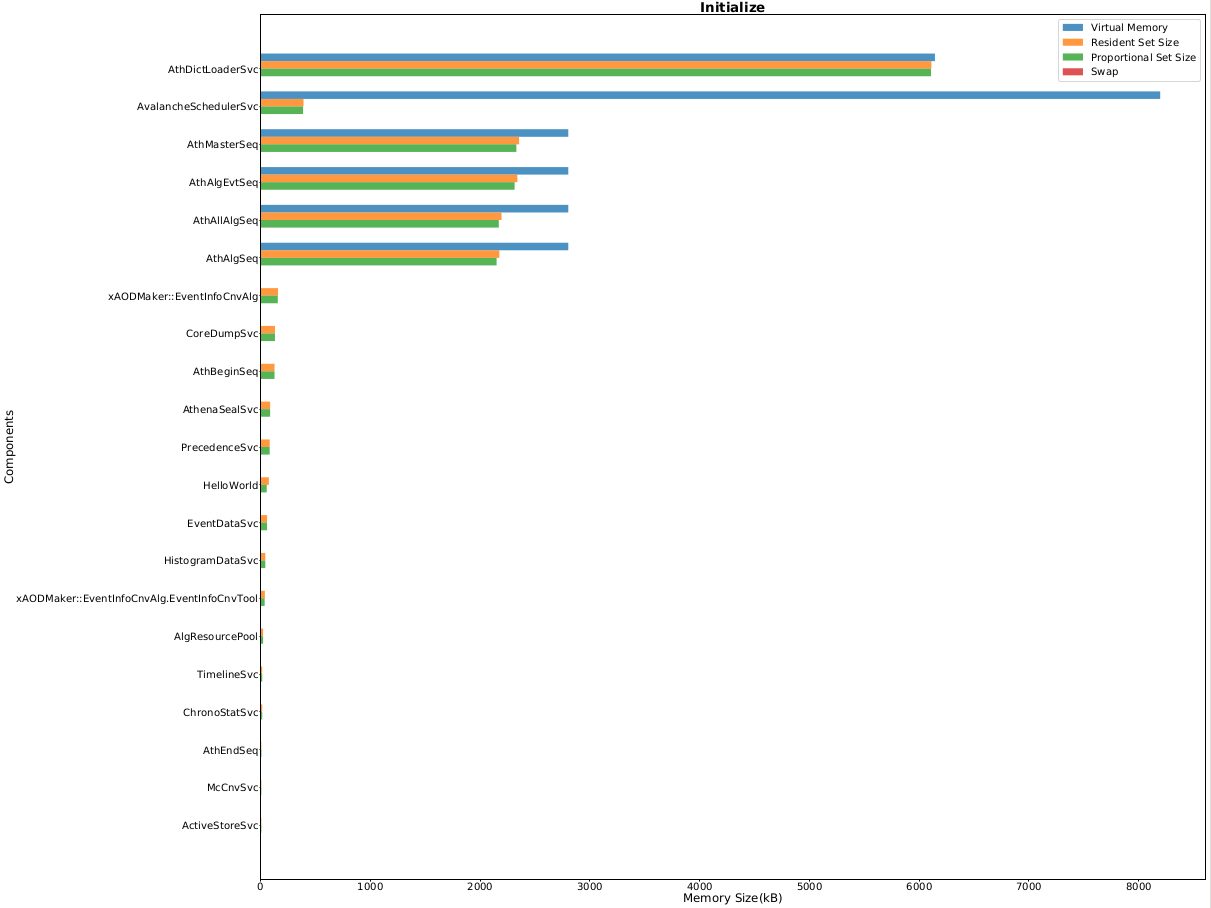 Initialize
Virtual Memory
Resident Set Size
Proportional Set Size
Swap
Components
AthDictLoaderSvc
AvalancheSchedulerSvc
AthMasterSeq
AthAlgEvtSeq
AthAllAlgSeq
AthAlgSeq
xAODMaker::EventInfoCnvAlg
CoreDumpSvc
AthBeginSeq
AthenaSealSvc
PrecedenceSvc
HelloWorld
EventDataSvc
HistogramDataSvc
xAODMaker::EventInfoCnvAlg.EventInfoCnvTool
AlgResourcePool
TimelineSvc
ChronoStatSvc
AthEndSeq
McCnvSvc
ActiveStoreSvc
0 1000 2000 3000 4000 5000 6000 7000 8000
Memory Size(kB)